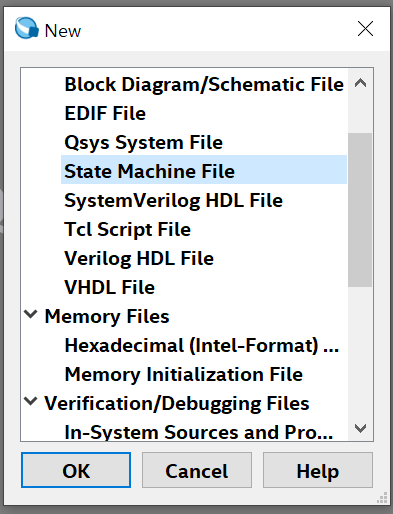 New
Block Diagram/Schematic File
EDIF File
Qsys System File
State Machine File
SystemVerilog HDL File
Tcl Script File
Verilog HDL File
VHDL File
Memory Files
Hexadecimal (Intel-Format) ...
Memory Initialization File
Verification/Debugging Files
In-System Sources and Pro...
OK
Cancel
Help